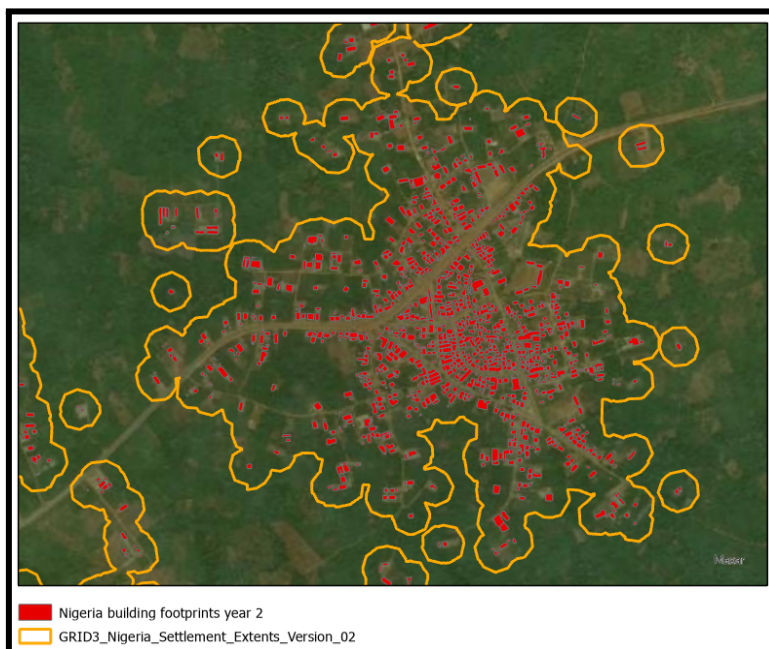 Maxar
Nigeria building footprints year 2
GRID3_Nigeria_Settlement_Extents_Version_02